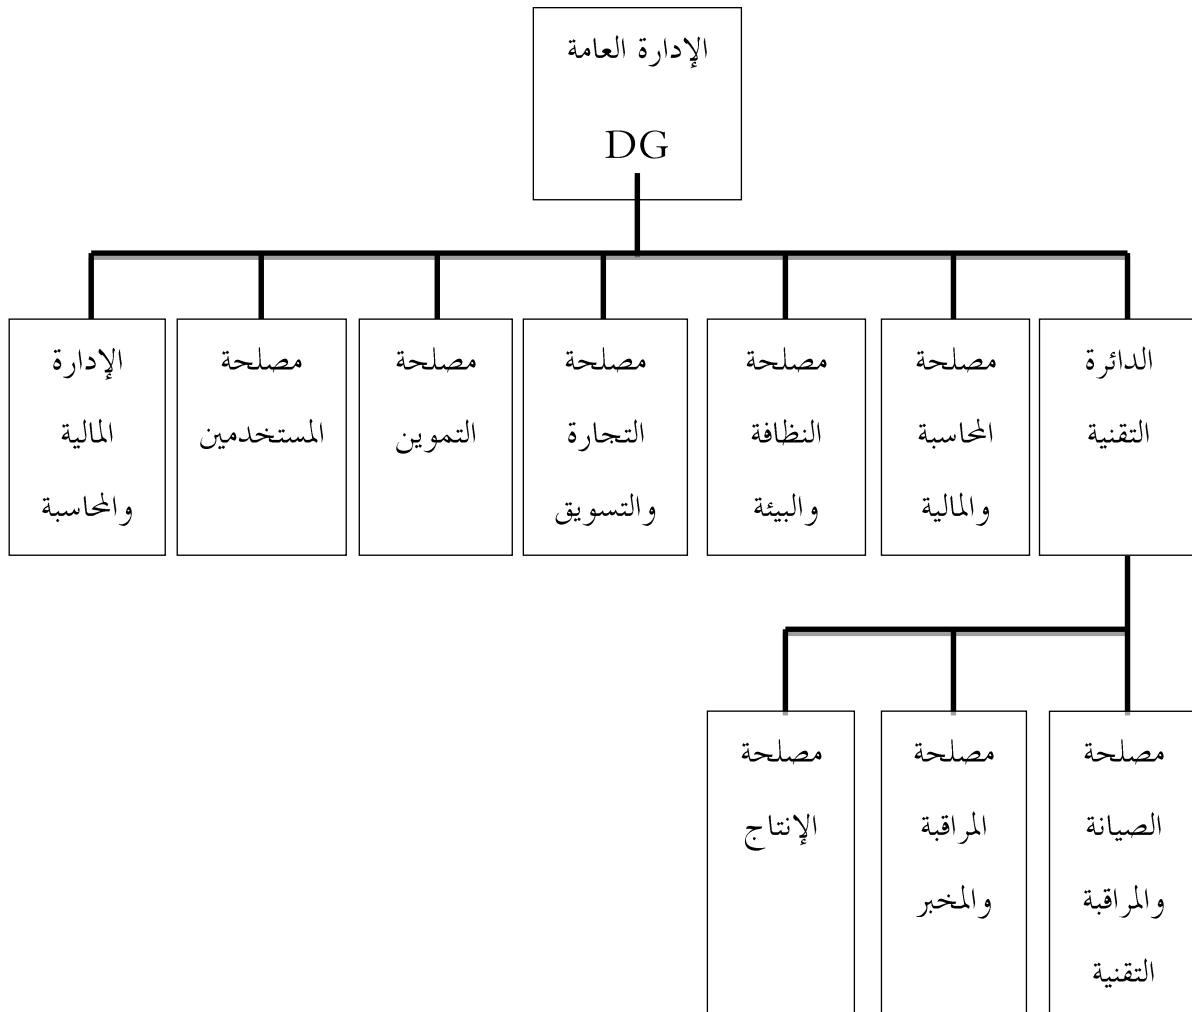 الإدارة العامة
DG
الدائرة
التقنية
مصلحة
المحاسبة
والمالية
مصلحة
النظافة
والبيئة
مصلحة
التجارة
والتسويق
مصلحة
التموين
مصلحة
المستخدمين
الإدارة
المالية
والمحاسبة
مصلحة
الصيانة
والمراقبة
التقنية
مصلحة
المراقبة
والمخبر
مصلحة
الإنتاج